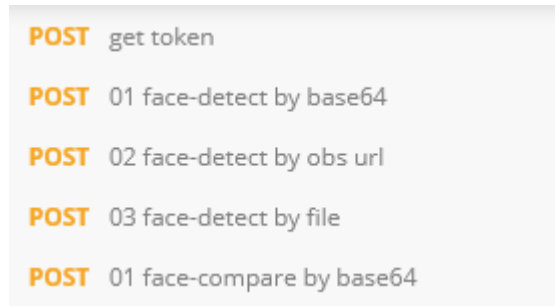 POST get token
POST 01 face-detect by base64
POST 02 face-detect by obs url
POST 03 face-detect by file
POST 01 face-compare by base64